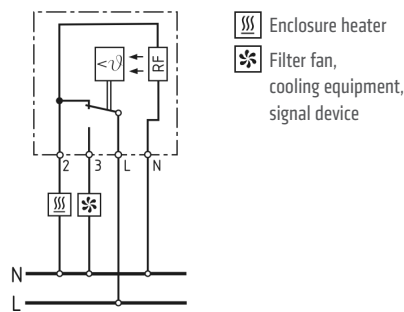 Enclosure heater
Filter fan,
cooling equipment,
signal device
<ϑ
RF
2 3 L N
N
L